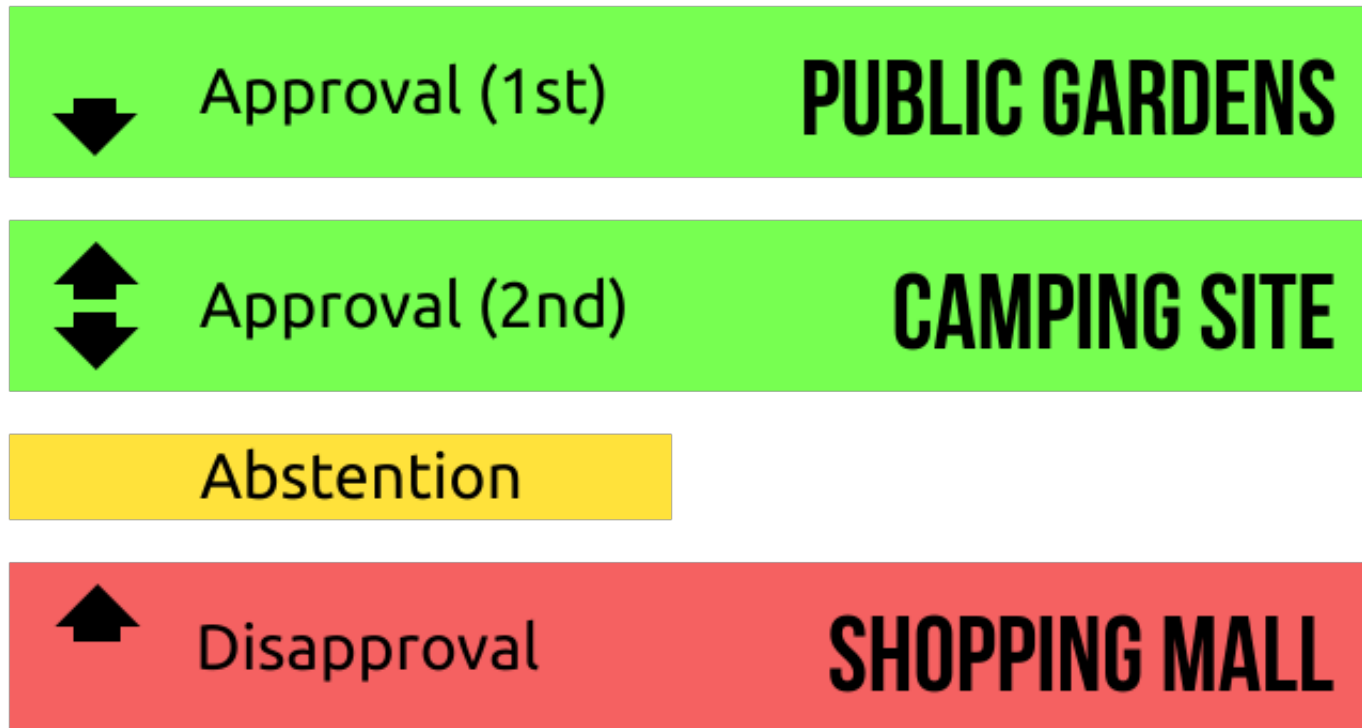 Approval (1st) PUBLIC GARDENS
Approval (2nd) CAMPING SITE
Abstention
Disapproval SHOPPING MALL